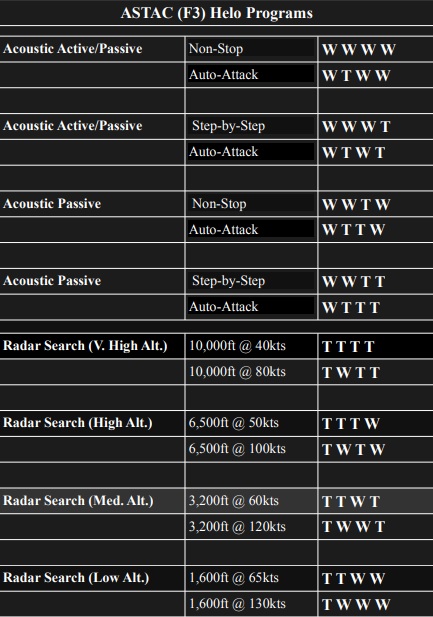 ASTAC (F3) Helo Programs
Acoustic Active/Passive Non-Stop W W W W
Auto-Attack W T W W
Acoustic Active/Passive Step-by-Step W W W T
Auto-Attack W T W T
Acoustic Passive Non-Stop W W T W
Auto-Attack W T T W
Acoustic Passive Step-by-Step W W T T
Auto-Attack W T T T
Radar Search (V. High Alt.) 10,000ft @ 40kts T T T T
10,000ft @ 80kts T W T T
Radar Search (High Alt.) 6,500ft @ 50kts T T T W
6,500ft @ 100kts T W T W
Radar Search (Med. Alt.) 3,200ft @ 60kts T T W T
3,200ft @ 120kts T W W T
Radar Search (Low Alt.) 1,600ft @ 65kts T T W W
1,600ft @ 130kts T W W W